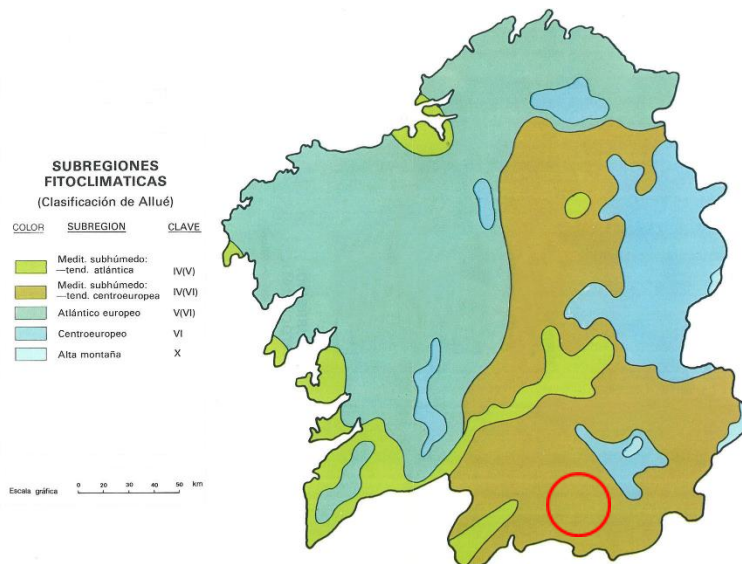 SUBREGIONES
FITOCLIMATICAS
(Clasificación de Allué)
COLOR SUBREGION CLAVE
Medit. subhúmedo:
—tend. atlántica IV(V)
Medit. subhúmedo:
—tend. centroeuropea IV(VI)
Atlántico europeo V(VI)
Centroeuropeo VI
Alta montaña X
Escala gráfica 0 10 20 30 40 50 km